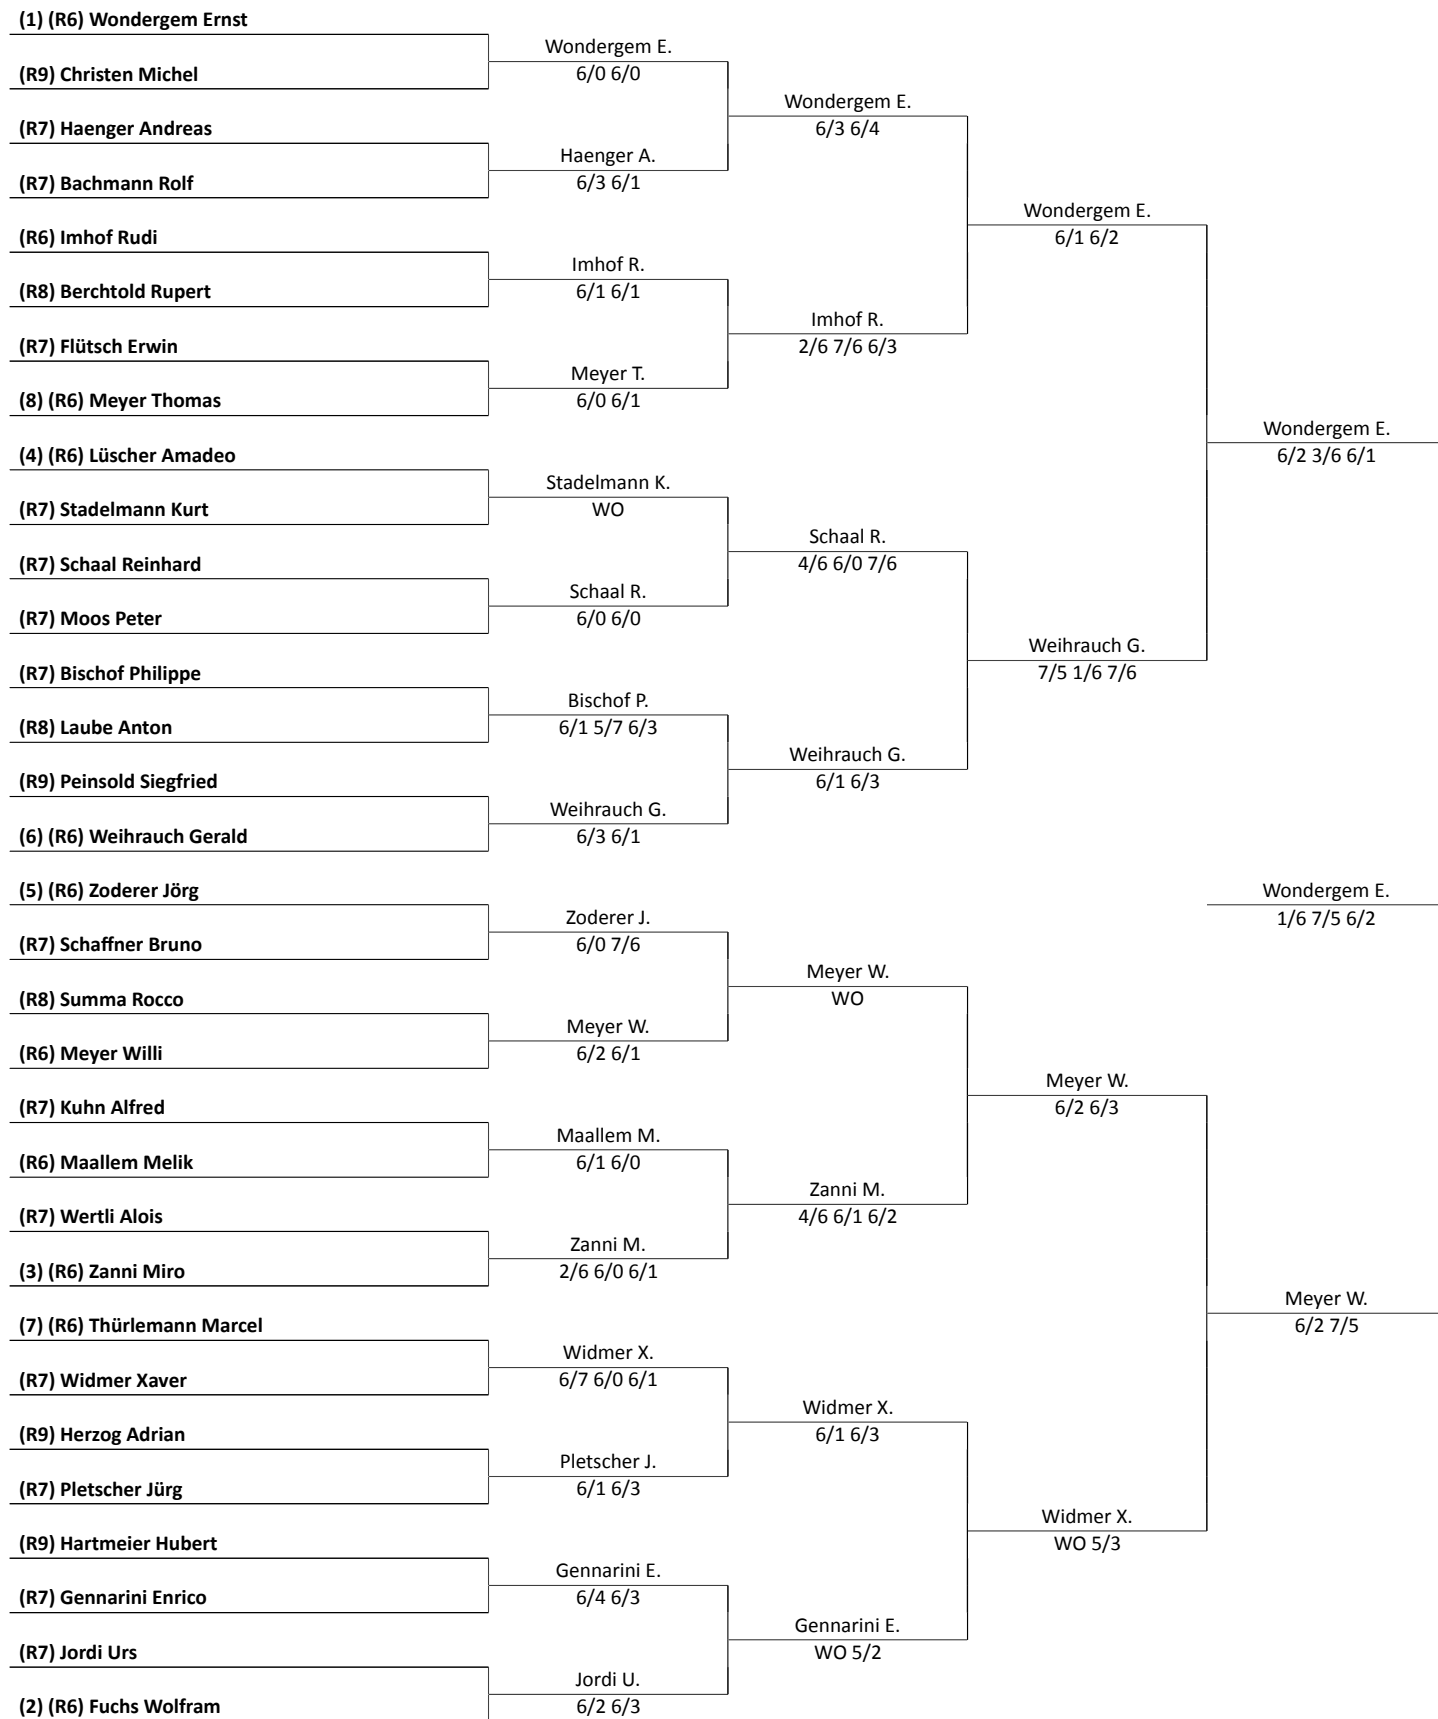 (1) (R6) Wondergem Ernst
Wondergem E.
(R9) Christen Michel
6/0 6/0
Wondergem E.
(R7) Haenger Andreas
6/3 6/4
Haenger A.
(R7) Bachmann Rolf
6/3 6/1
Wondergem E.
(R6) Imhof Rudi
6/1 6/2
Imhof R.
(R8) Berchtold Rupert
6/1 6/1
Imhof R.
(R7) Flütsch Erwin
2/6 7/6 6/3
Meyer T.
(8) (R6) Meyer Thomas
6/0 6/1
Wondergem E.
(4) (R6) Lüscher Amadeo
6/2 3/6 6/1
Stadelmann K.
(R7) Stadelmann Kurt
WO
Schaal R.
(R7) Schaal Reinhard
4/6 6/0 7/6
Schaal R.
(R7) Moos Peter
6/0 6/0
Weihrauch G.
(R7) Bischof Philippe
7/5 1/6 7/6
Bischof P.
(R8) Laube Anton
6/1 5/7 6/3
Weihrauch G.
(R9) Peinsold Siegfried
6/1 6/3
Weihrauch G.
(6) (R6) Weihrauch Gerald
6/3 6/1
(5) (R6) Zoderer Jörg
Wondergem E.
1/6 7/5 6/2
Zoderer J.
(R7) Schaffner Bruno
6/0 7/6
Meyer W.
(R8) Summa Rocco
WO
Meyer W.
(R6) Meyer Willi
6/2 6/1
Meyer W.
(R7) Kuhn Alfred
6/2 6/3
Maallem M.
(R6) Maallem Melik
6/1 6/0
Zanni M.
(R7) Wertli Alois
4/6 6/1 6/2
Zanni M.
(3) (R6) Zanni Miro
2/6 6/0 6/1
Meyer W.
(7) (R6) Thürlemann Marcel
6/2 7/5
Widmer X.
(R7) Widmer Xaver
6/7 6/0 6/1
Widmer X.
(R9) Herzog Adrian
6/1 6/3
Pletscher J.
(R7) Pletscher Jürg
6/1 6/3
Widmer X.
(R9) Hartmeier Hubert
WO 5/3
Gennarini E.
(R7) Gennarini Enrico
6/4 6/3
Gennarini E.
(R7) Jordi Urs
WO 5/2
Jordi U.
(2) (R6) Fuchs Wolfram
6/2 6/3